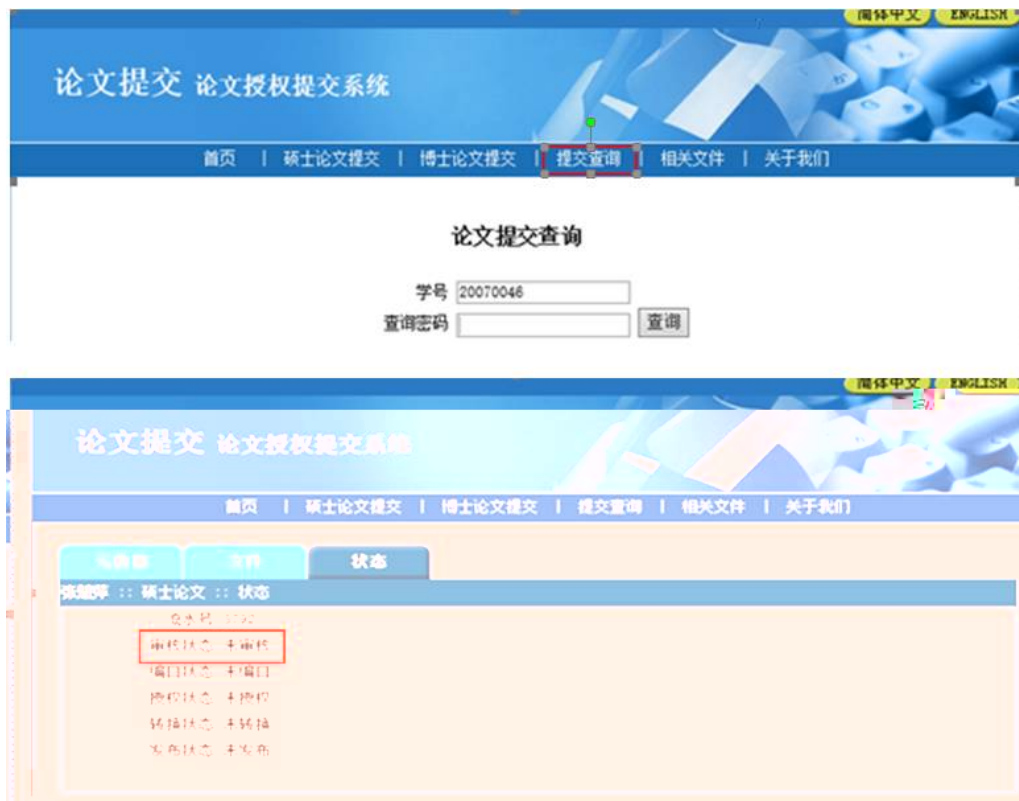 简体中文 ENGLISH
论文提交 论文授权提交系统
首页 | 硕士论文提交 | 博士论文提交 | 提交查询 | 相关文件 | 关于我们
论文提交查询
学号 20070046
查询密码 查询
简体中文 ENGLISH
论文提交 论文授权提交系统
首页 | 硕士论文提交 | 博士论文提交 | 提交查询 | 相关文件 | 关于我们
状态
:: 硕士论文 :: 状态
审核状态 未审核
编目状态 未编目
授权状态 未授权
转换状态 未转换
发布状态 未发布